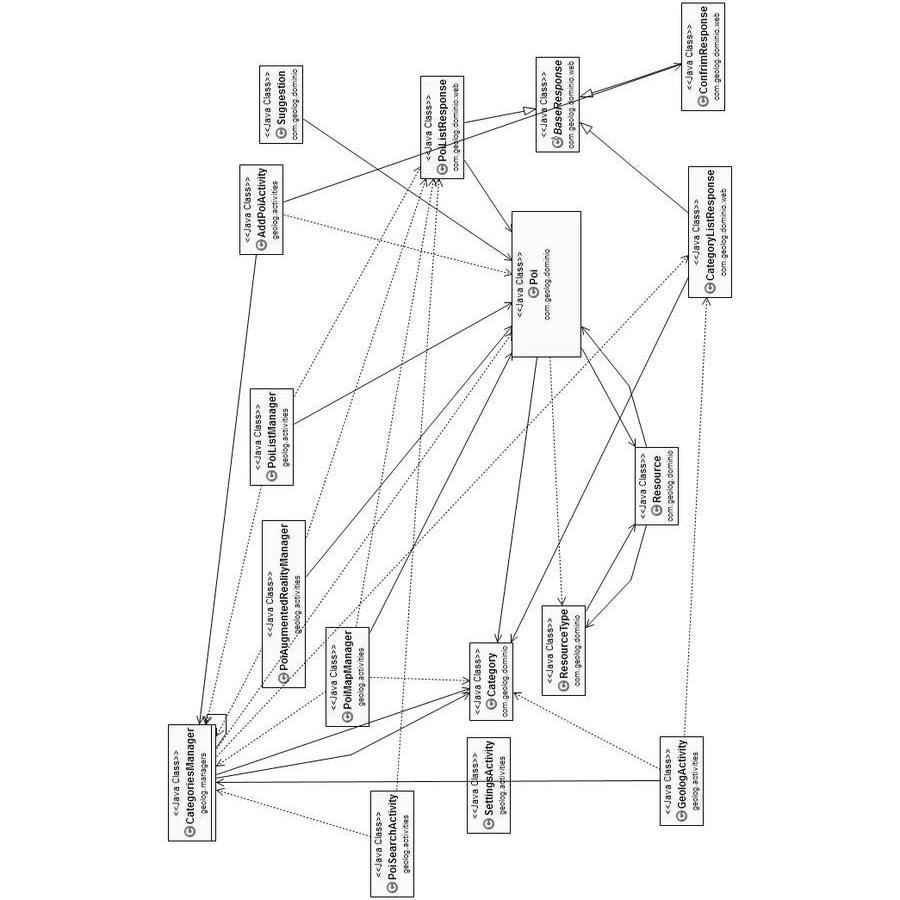 <<Java Class>>
CategoriesManager
geolog.managers
<<Java Class>>
AddPoiActivity
geolog.activities
<<Java Class>>
PoiListManager
geolog.activities
<<Java Class>>
Suggestion
com.geolog.dominio
<<Java Class>>
PoiAugmentedRealityManager
geolog.activities
<<Java Class>>
PoiMapManager
geolog.activities
<<Java Class>>
PoiSearchActivity
geolog.activities
<<Java Class>>
PoiListResponse
com.geolog.dominio.web
<<Java Class>>
Category
com.geolog.dominio
<<Java Class>>
SettingsActivity
geolog.activities
<<Java Class>>
Poi
com.geolog.dominio
<<Java Class>>
BaseResponse
com.geolog.dominio.web
<<Java Class>>
ResourceType
com.geolog.dominio
<<Java Class>>
Resource
com.geolog.dominio
<<Java Class>>
GeologActivity
geolog.activities
<<Java Class>>
ConfrimResponse
com.geolog.dominio.web
<<Java Class>>
CategoryListResponse
com.geolog.dominio.web